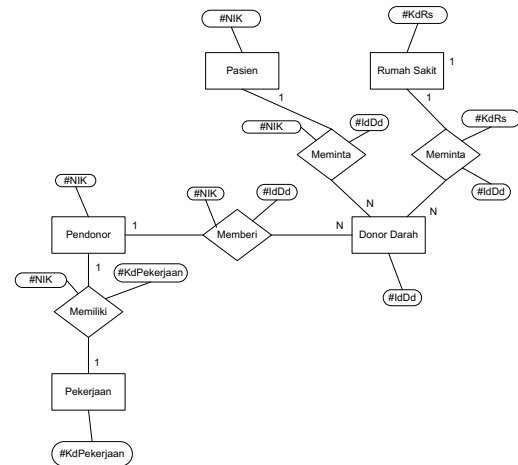 #NIK
#KdRs
Pasien
Rumah Sakit
1
1
1
#NIK
#IdDd
#KdRs
Meminta
Meminta
#IdDd
#NIK
#NIK
#IdDd
N
N
Pendonor
1
Memberi
N
Donor Darah
1
#NIK
#KdPekerjaan
#IdDd
Memiliki
1
Pekerjaan
#KdPekerjaan